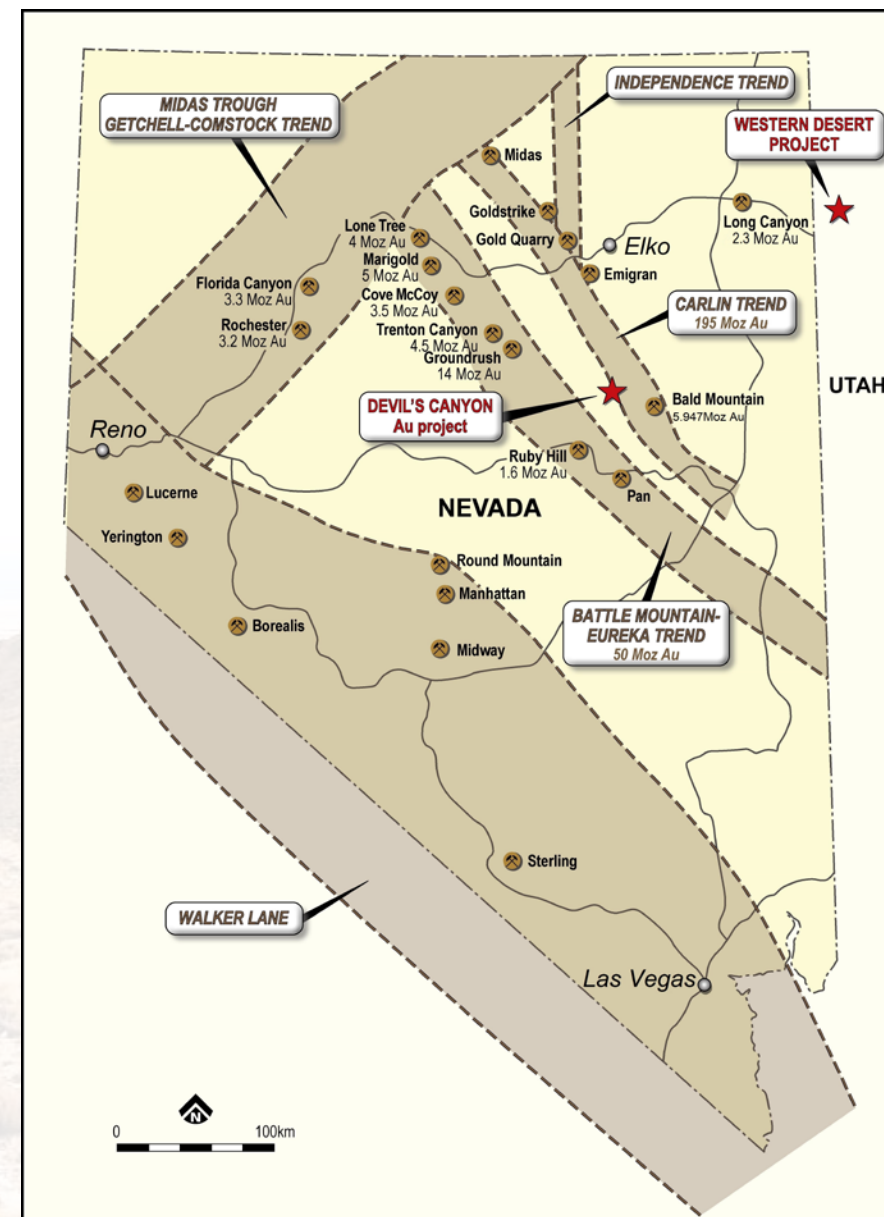 INDEPENDENCE TREND
MIDAS TROUGH
GETCHELL-COMSTOCK TREND
WESTERN DESERT
PROJECT
Midas
Goldstrike
Long Canyon
2.3 Moz Au
Lone Tree
4 Moz Au
Gold Quarry
Elko
Marigold
5 Moz Au
Emigran
Florida Canyon
3.3 Moz Au
Cove McCoy
3.5 Moz Au
CARLIN TREND
195 Moz Au
Rochester
3.2 Moz Au
Trenton Canyon
4.5 Moz Au
Groundrush
14 Moz Au
UTAH
DEVIL'S CANYON
Au project
Bald Mountain
5.947Moz Au
Reno
Ruby Hill
1.6 Moz Au
Pan
Lucerne
NEVADA
Yerington
Round Mountain
Manhattan
BATTLE MOUNTAIN-
EUREKA TREND
50 Moz Au
Borealis
Midway
Sterling
WALKER LANE
Las Vegas
N
0 100km